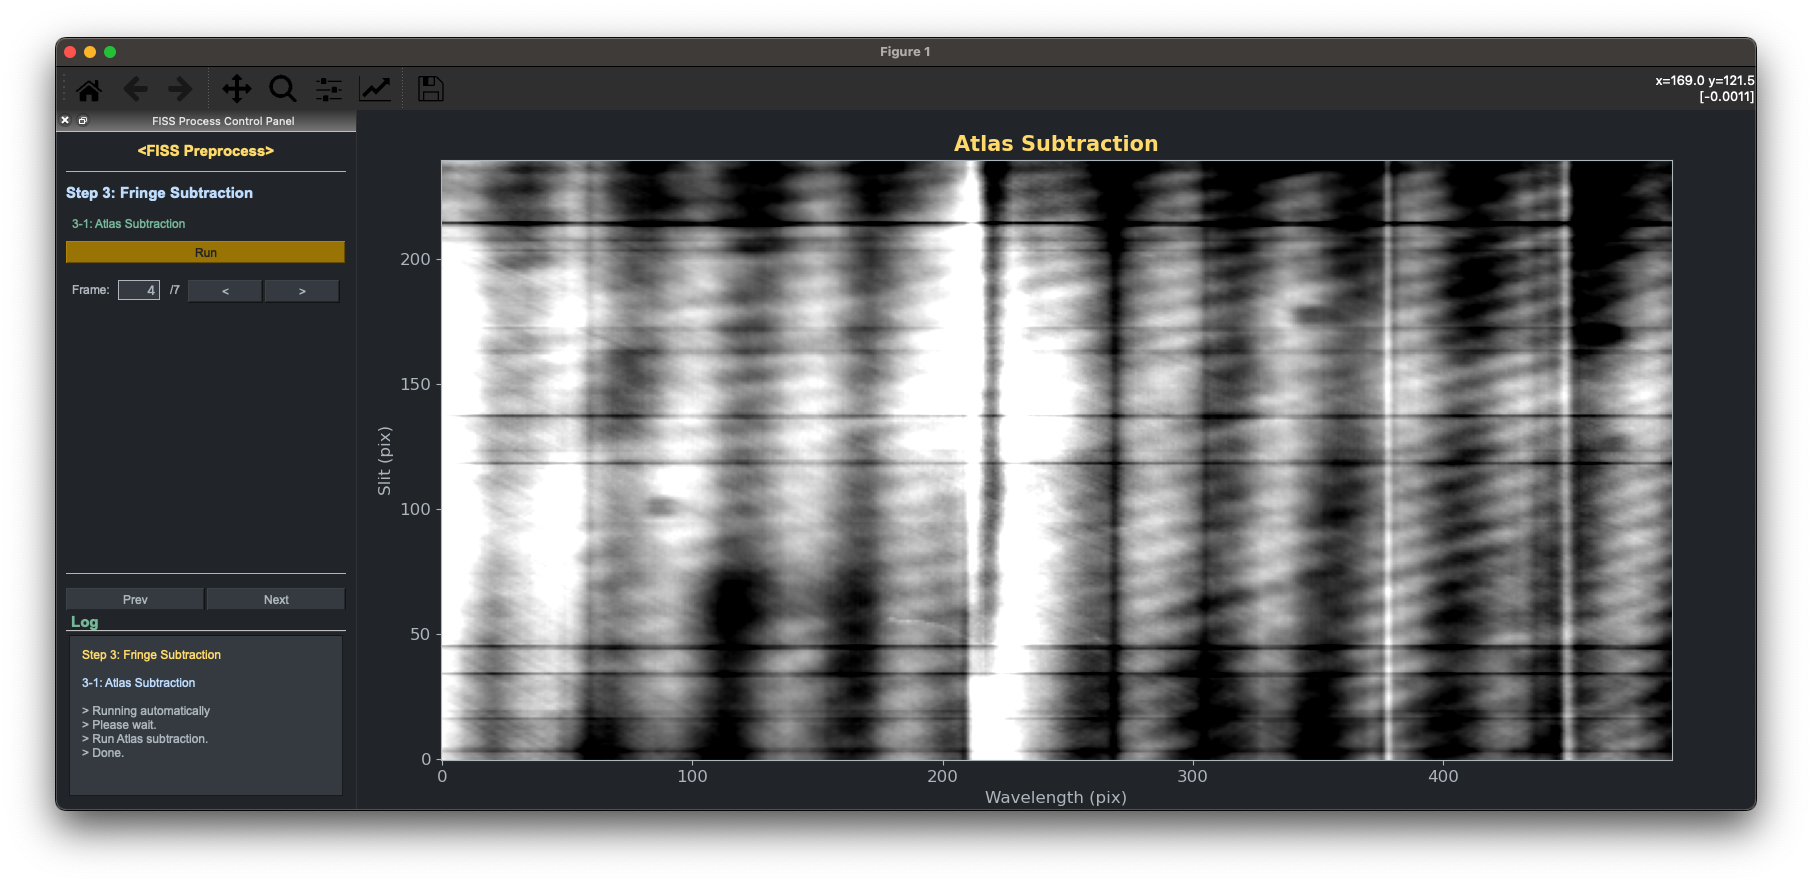 Figure 1
x=169.0 y=121.5
[-0.0011]
FISS Process Control Panel
<FISS Preprocess>
Step 3: Fringe Subtraction
3-1: Atlas Subtraction
Run
Frame: 4 /7 < >
Prev Next
Log
Step 3: Fringe Subtraction
3-1: Atlas Subtraction
> Running automatically
> Please wait.
> Run Atlas subtraction.
> Done.
Atlas Subtraction
Slit (pix)
200
150
100
50
0
0 100 200 300 400
Wavelength (pix)